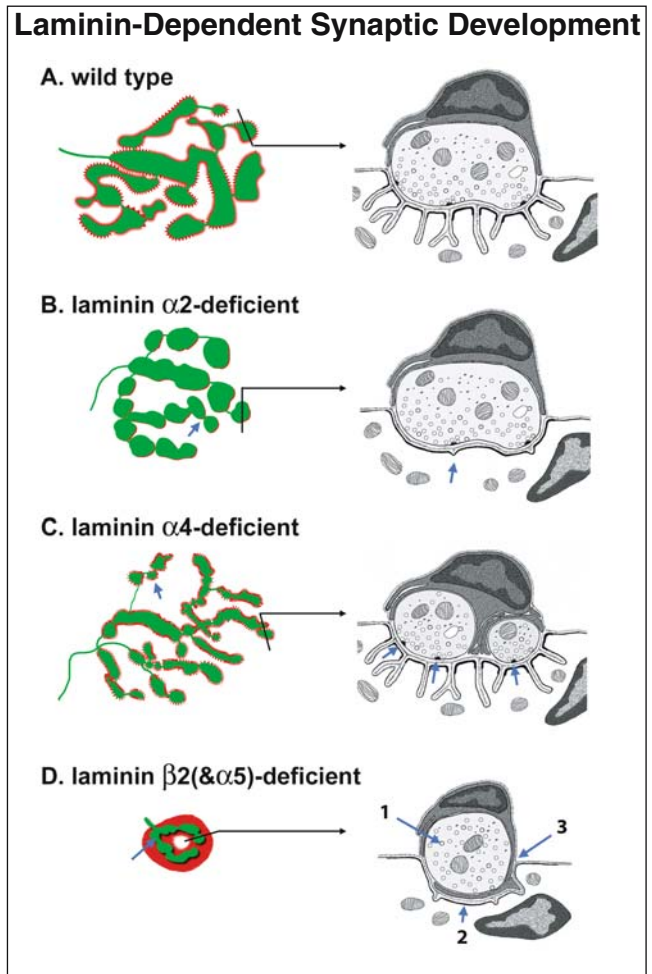 Laminin-Dependent Synaptic Development
A. wild type
B. laminin α2-deficient
C. laminin α4-deficient
D. laminin β2(&α5)-deficient
1
3
2